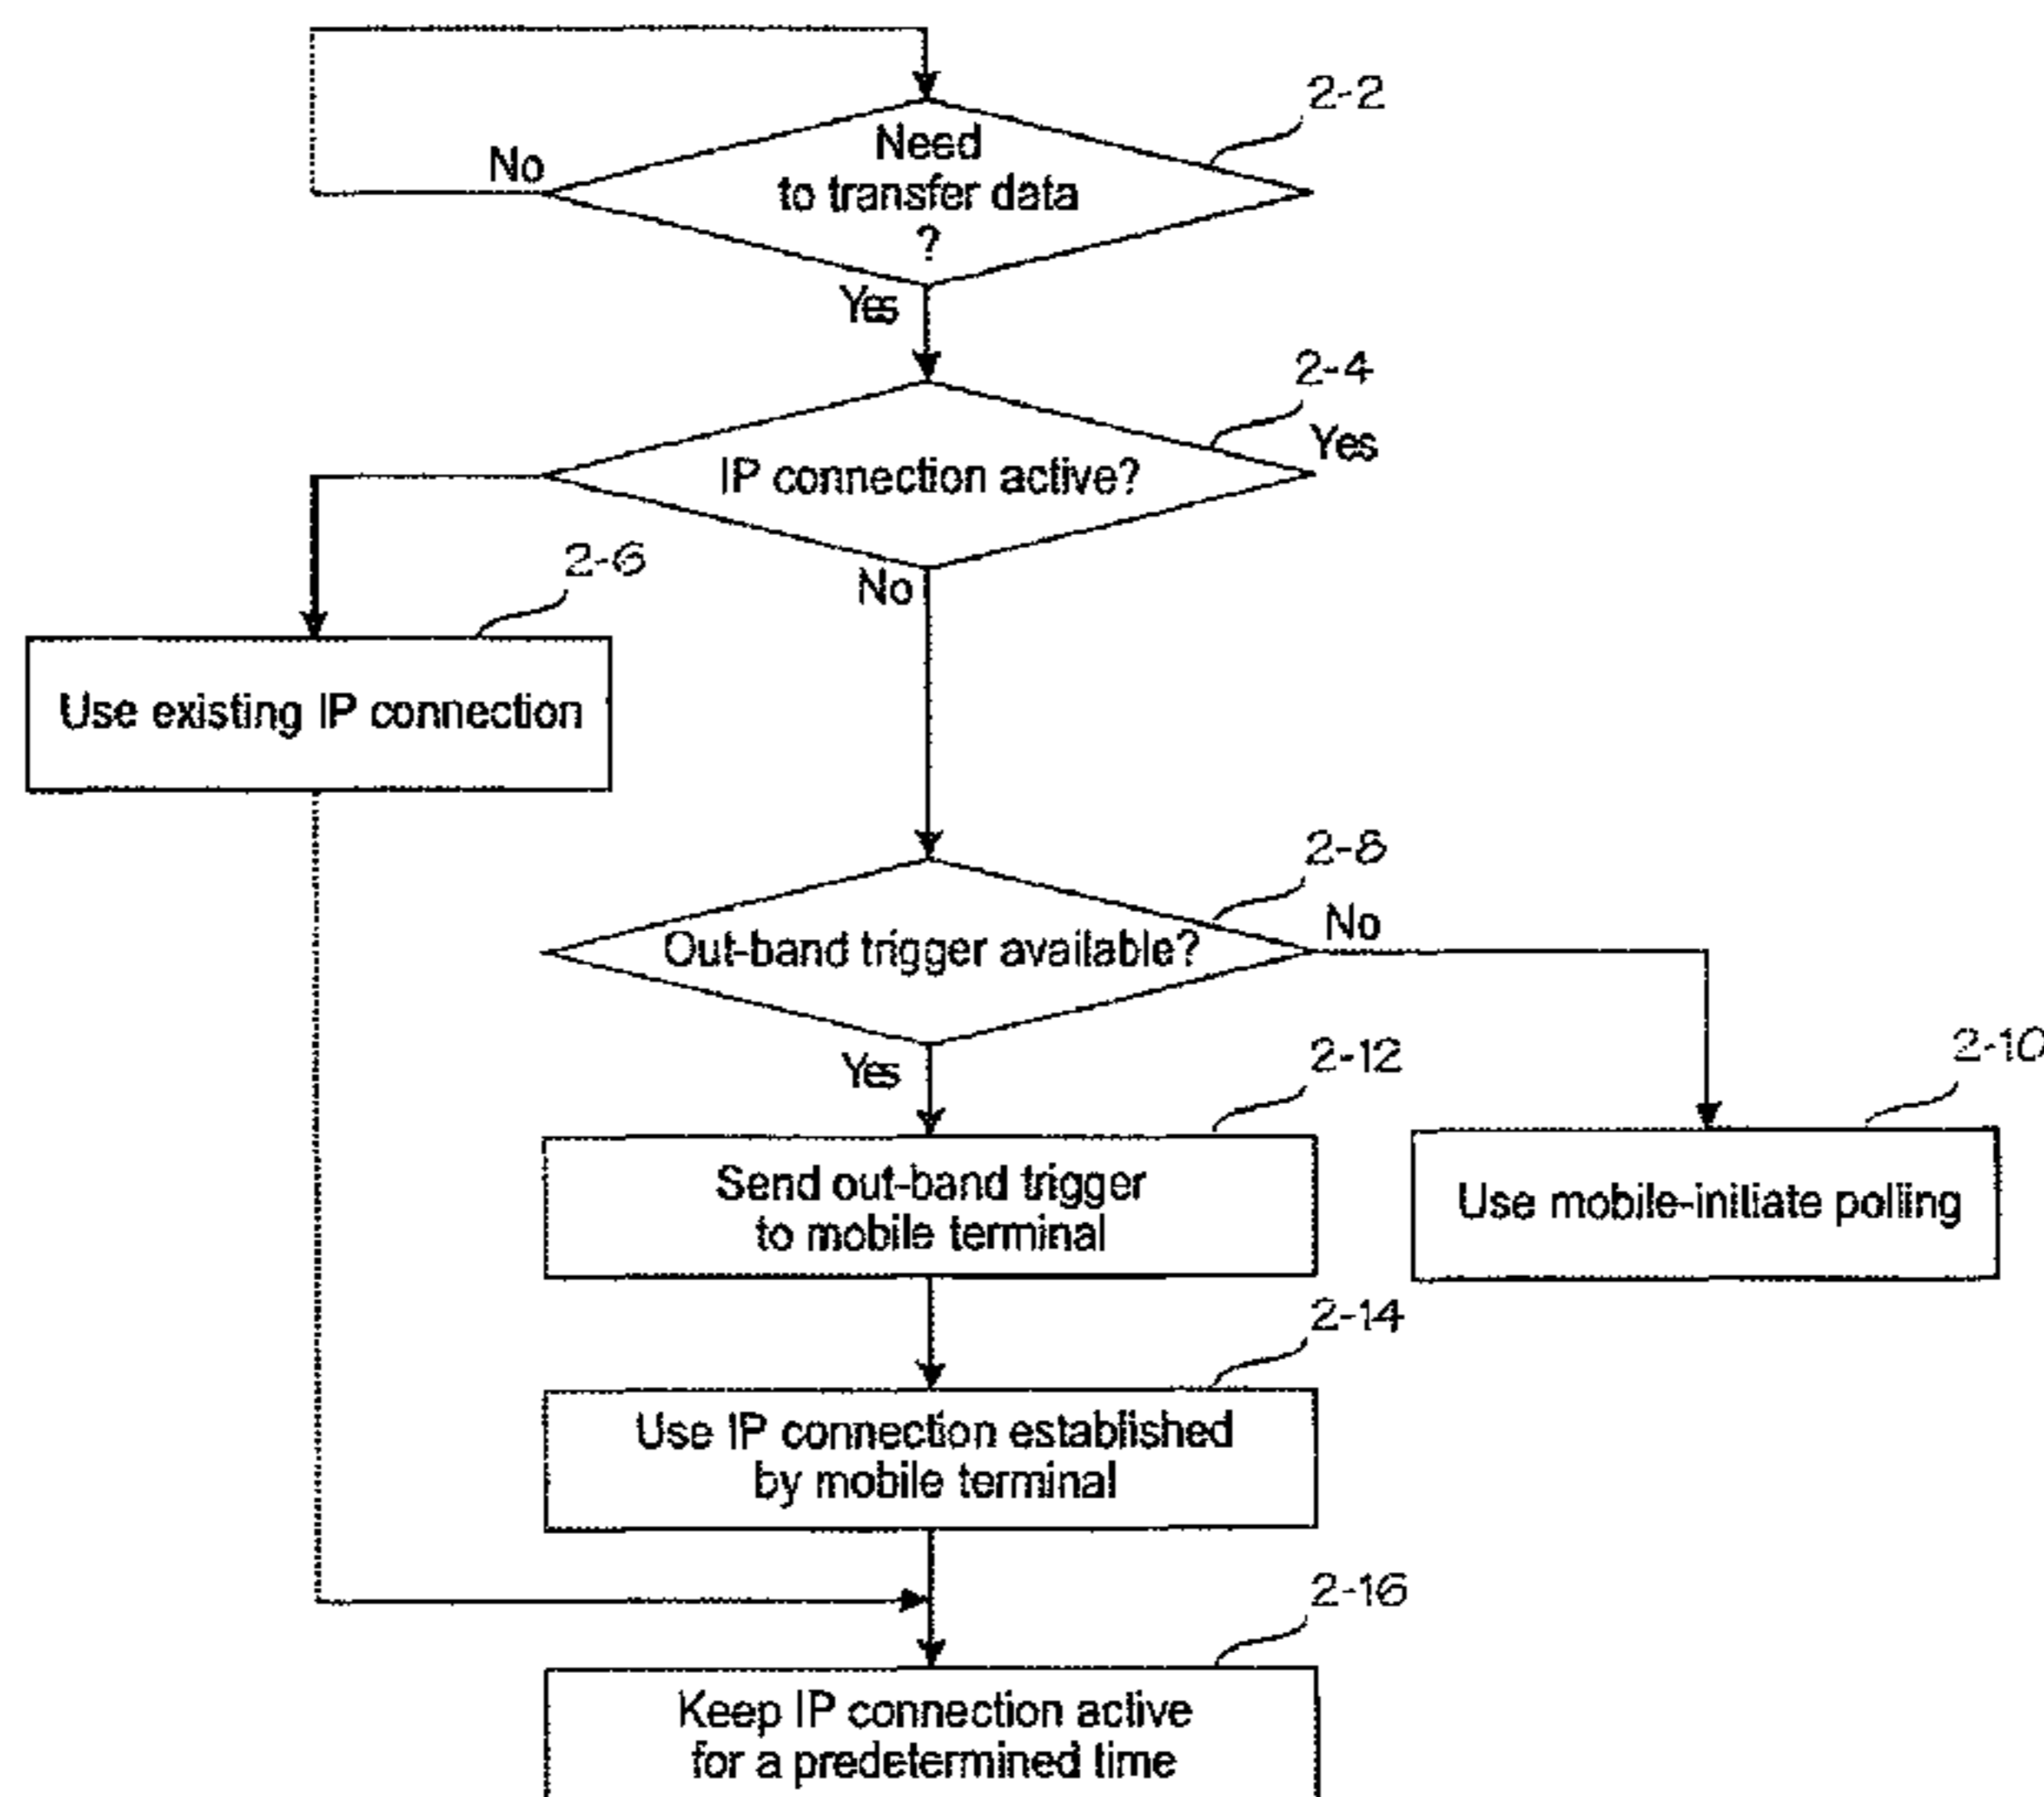 2-2
Need
to transfer data
?
No
Yes
2-4
Yes
IP connection active?
No
2-6
Use existing IP connection
2-8
No
Out-band trigger available?
Yes
2-12
2-10
Send out-band trigger
to mobile terminal
Use mobile-initiate polling
2-14
Use IP connection established
by mobile terminal
2-16
Keep IP connection active
for a predetermined time